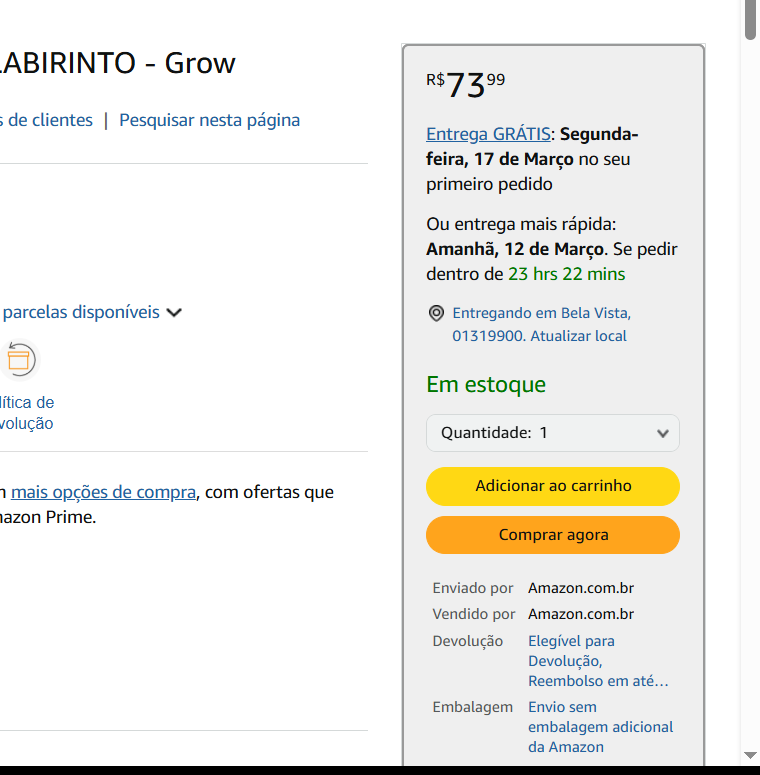 LABIRINTO - Grow
s de clientes | Pesquisar nesta página
parcelas disponíveis
lítica de
volução
n mais opções de compra, com ofertas que
mazon Prime.
R$7399
Entrega GRÁTIS: Segunda-
feira, 17 de Março no seu
primeiro pedido
Ou entrega mais rápida:
Amanhã, 12 de Março. Se pedir
dentro de 23 hrs 22 mins
Entregando em Bela Vista,
01319900. Atualizar local
Em estoque
Quantidade: 1
Adicionar ao carrinho
Comprar agora
Enviado por Amazon.com.br
Vendido por Amazon.com.br
Devolução Elegível para
Devolução,
Reembolso em até…
Embalagem Envio sem
embalagem adicional
da Amazon